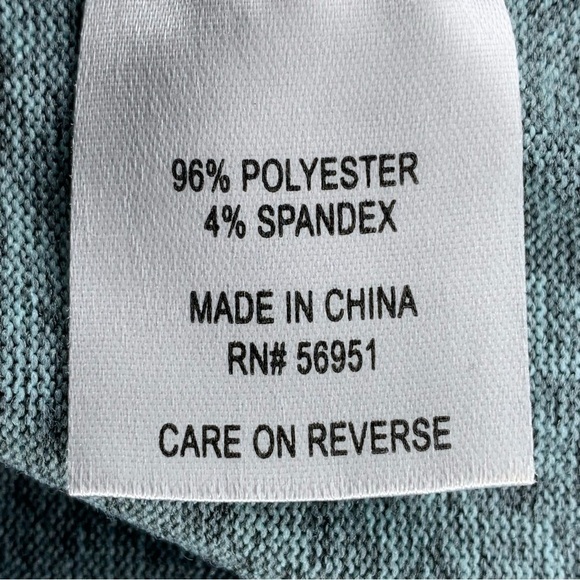 96% POLYESTER
4% SPANDEX
MADE IN CHINA
RN# 56951
CARE ON REVERSE